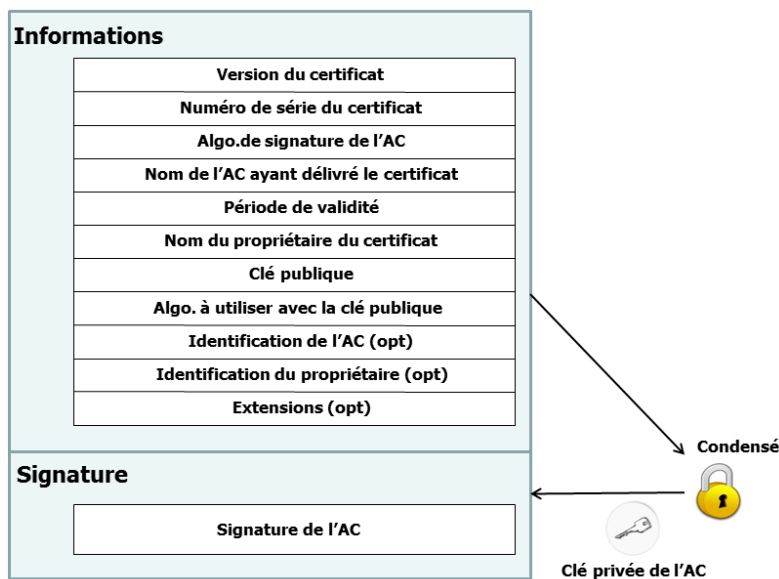 Informations
Version du certificat
Numéro de série du certificat
Algo.de signature de l'AC
Nom de l'AC ayant délivré le certificat
Période de validité
Nom du propriétaire du certificat
Clé publique
Algo. à utiliser avec la clé publique
Identification de l'AC (opt)
Identification du propriétaire (opt)
Extensions (opt)
Condensé
Signature
Signature de l'AC
Clé privée de l'AC